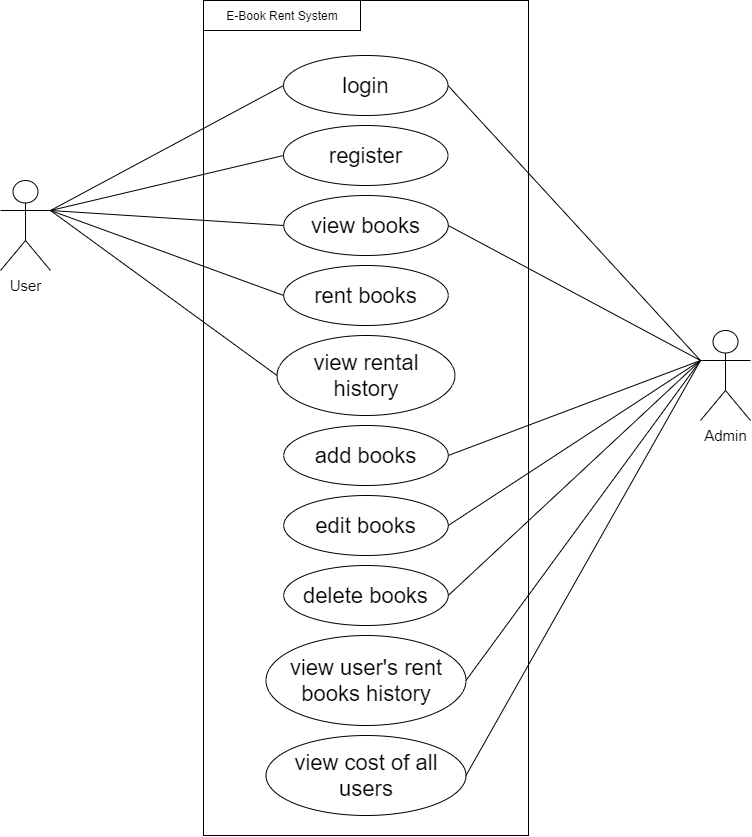 E-Book Rent System
login
register
view books
User
rent books
view rental
history
Admin
add books
edit books
delete books
view user's rent
books history
view cost of all
users